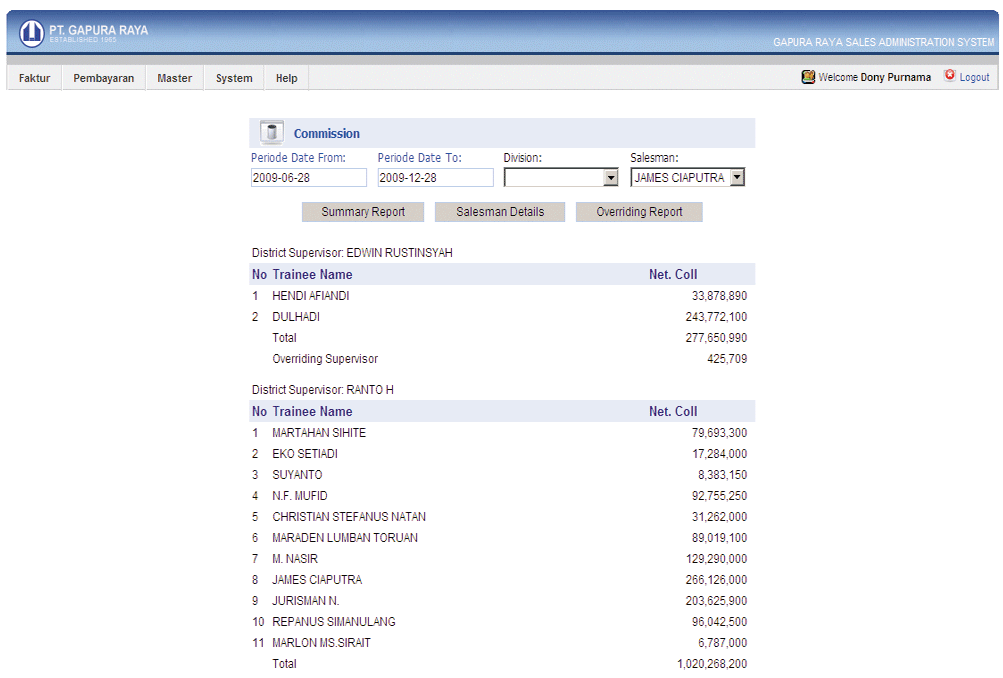 PT. GAPURA RAYA
ESTABLISHED 1985
GAPURA RAYA SALES ADMINISTRATION SYSTEM
Faktur Pembayaran Master System Help Welcome Dony Purnama Logout
Commission
Periode Date From: Periode Date To: Division: Salesman:
2009-06-28 2009-12-28 JAMES CIAPUTRA
Summary Report Salesman Details Overriding Report
District Supervisor: EDWIN RUSTINSYAH
No Trainee Name Net. Coll
1 HENDI AFIANDI 33,878,890
2 DULHADI 243,772,100
Total 277,650,990
Overriding Supervisor 425,709
District Supervisor: RANTO H
No Trainee Name Net. Coll
1 MARTAHAN SIHITE 79,693,300
2 EKO SETIADI 17,284,000
3 SUYANTO 8,383,150
4 N.F. MUFID 92,755,250
5 CHRISTIAN STEFANUS NATAN 31,262,000
6 MARADEN LUMBAN TORUAN 89,019,100
7 M. NASIR 129,290,000
8 JAMES CIAPUTRA 266,126,000
9 JURISMAN N. 203,625,900
10 REPANUS SIMANULANG 96,042,500
11 MARLON MS.SIRAIT 6,787,000
Total 1,020,268,200